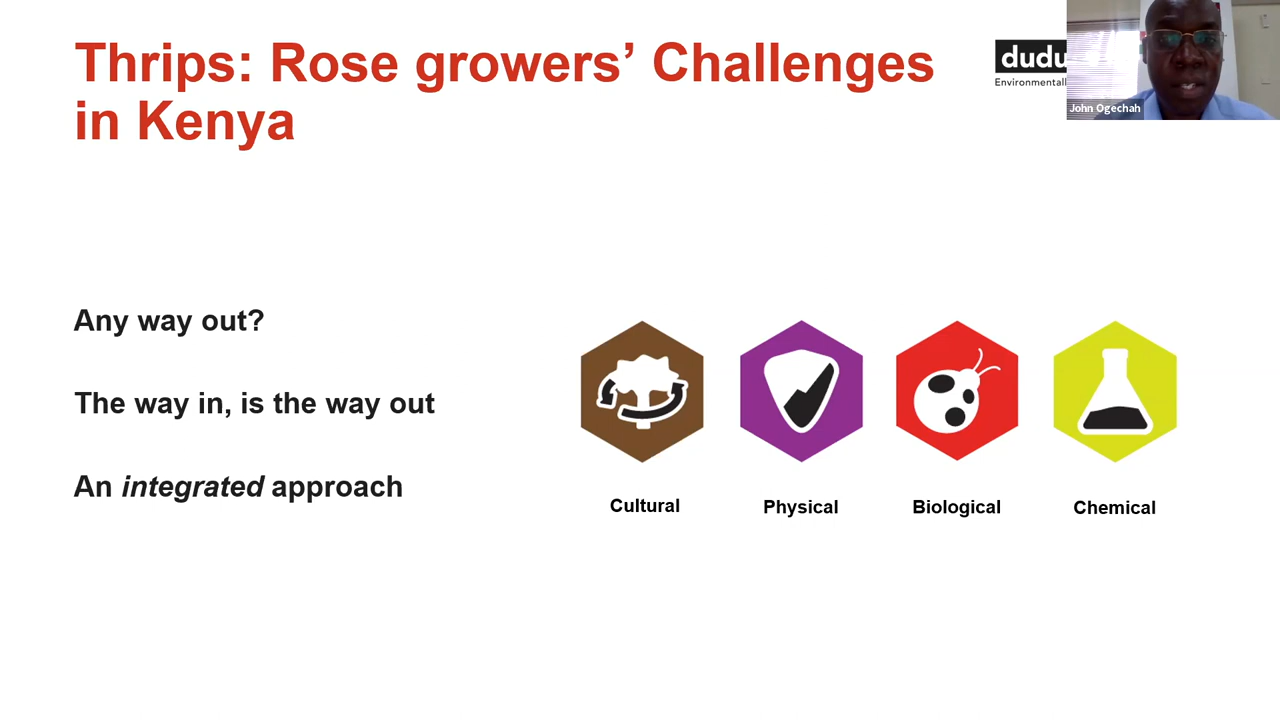 Thrips: Rose growers’ Challenges
in Kenya
dudu
Environmental
John Ogechah
Any way out?
The way in, is the way out
An integrated approach
Cultural
Physical
Biological
Chemical